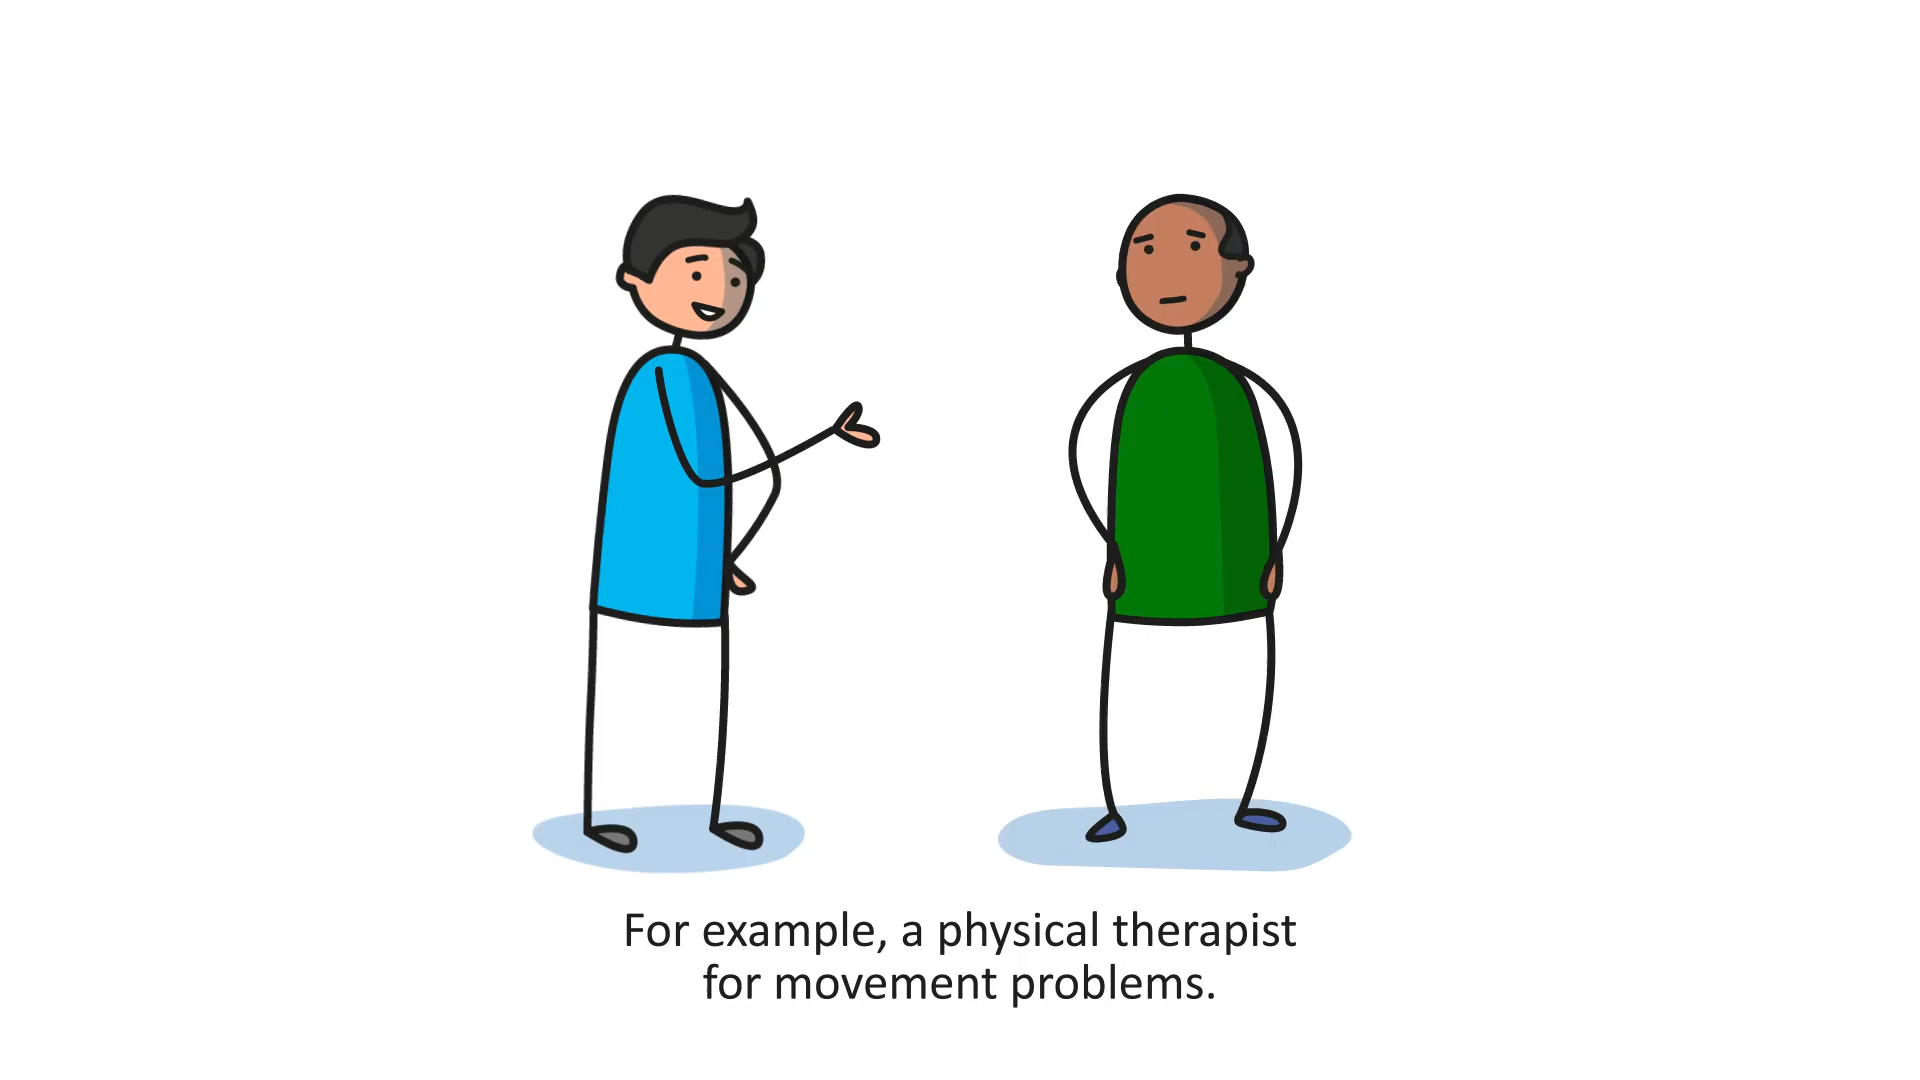 For example, a physical therapist
for movement problems.